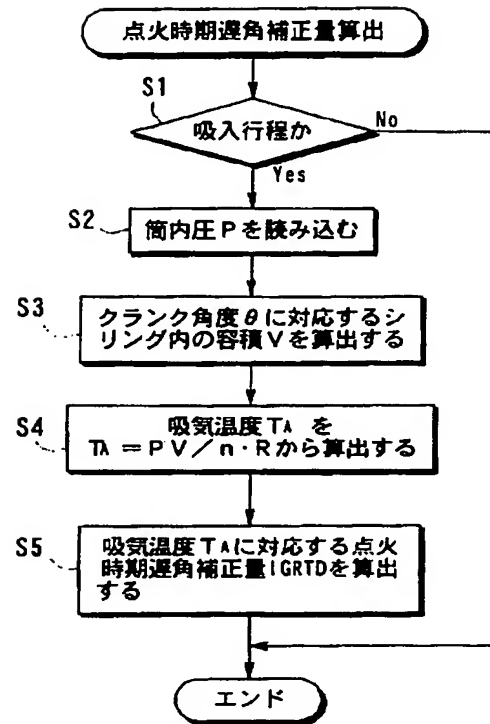 点火時期遅角補正量算出
S1
吸入行程か
No
Yes
S2
筒内圧Pを読み込む
S3
クランク角度θに対応するシ
リング内の容積Vを算出する
S4
吸気温度TA を
TA=PV/n・Rから算出する
S5
吸気温度TAに対応する点火
時期遅角補正量IGRTDを算出
する
エンド